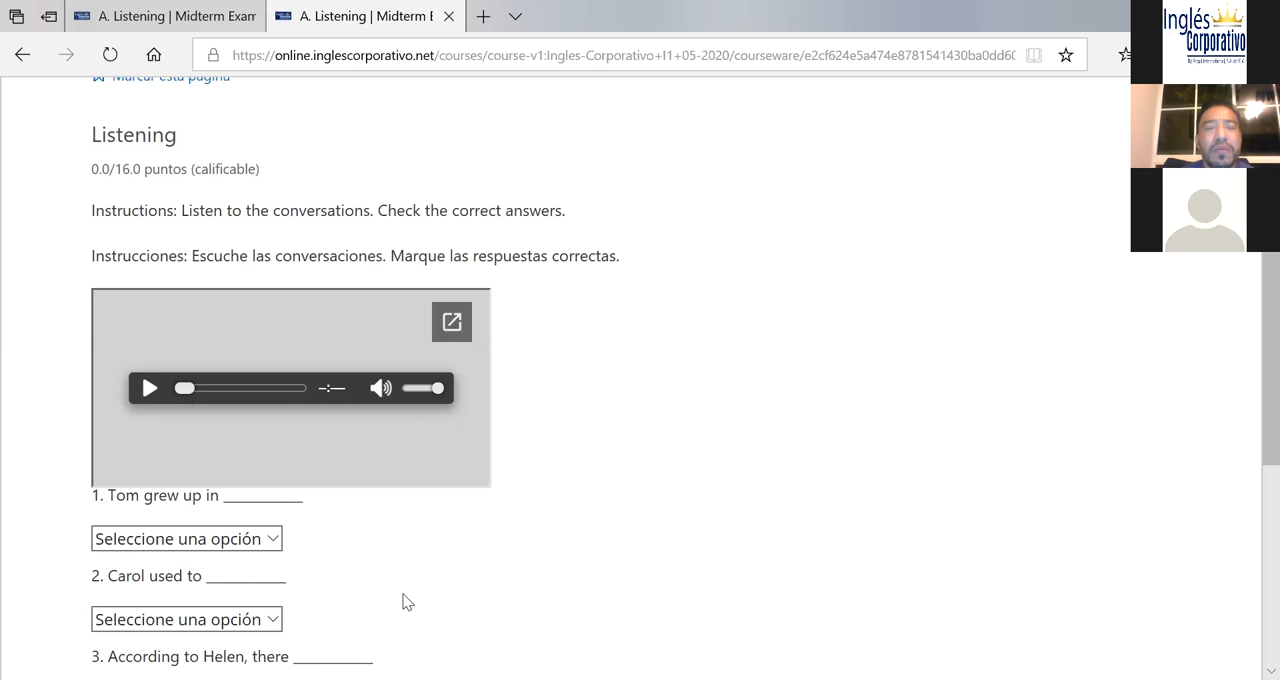 A. Listening | Midterm Exam
A. Listening | Midterm E
https://online.inglescorporativo.net/courses/course-v1:Ingles-Corporativo+I1+05-2020/courseware/e2cf624e5a474e8781541430ba0dd60
Inglés
Corporativo
Marcar esta página
Listening
0.0/16.0 puntos (calificable)
Instructions: Listen to the conversations. Check the correct answers.
Instrucciones: Escuche las conversaciones. Marque las respuestas correctas.
-:--
1. Tom grew up in __________
Seleccione una opción
2. Carol used to __________
Seleccione una opción
3. According to Helen, there __________